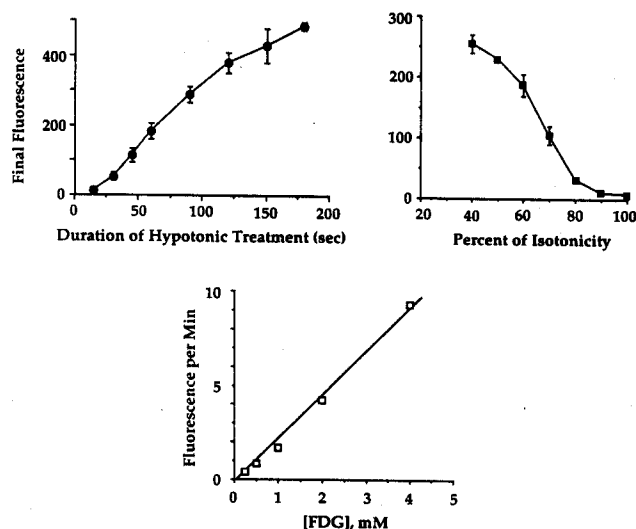 Final Fluorescence
400
200
0
0 50 100 150 200
Duration of Hypotonic Treatment (sec)
300
200
100
0
20 40 60 80 100
Percent of Isotonicity
Fluorescence per Min
10
5
0
0 1 2 3 4 5
[FDG], mM